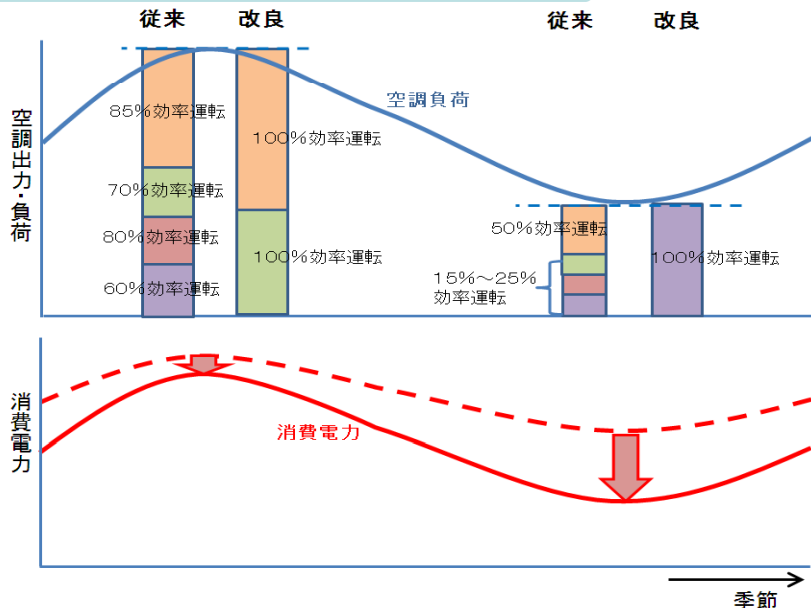 従来
改良
従来
改良
空調出力・負荷
空調負荷
85%効率運転
100%効率運転
70%効率運転
80%効率運転
100%効率運転
60%効率運転
50%効率運転
15%～25%
効率運転
100%効率運転
消費電力
消費電力
季節